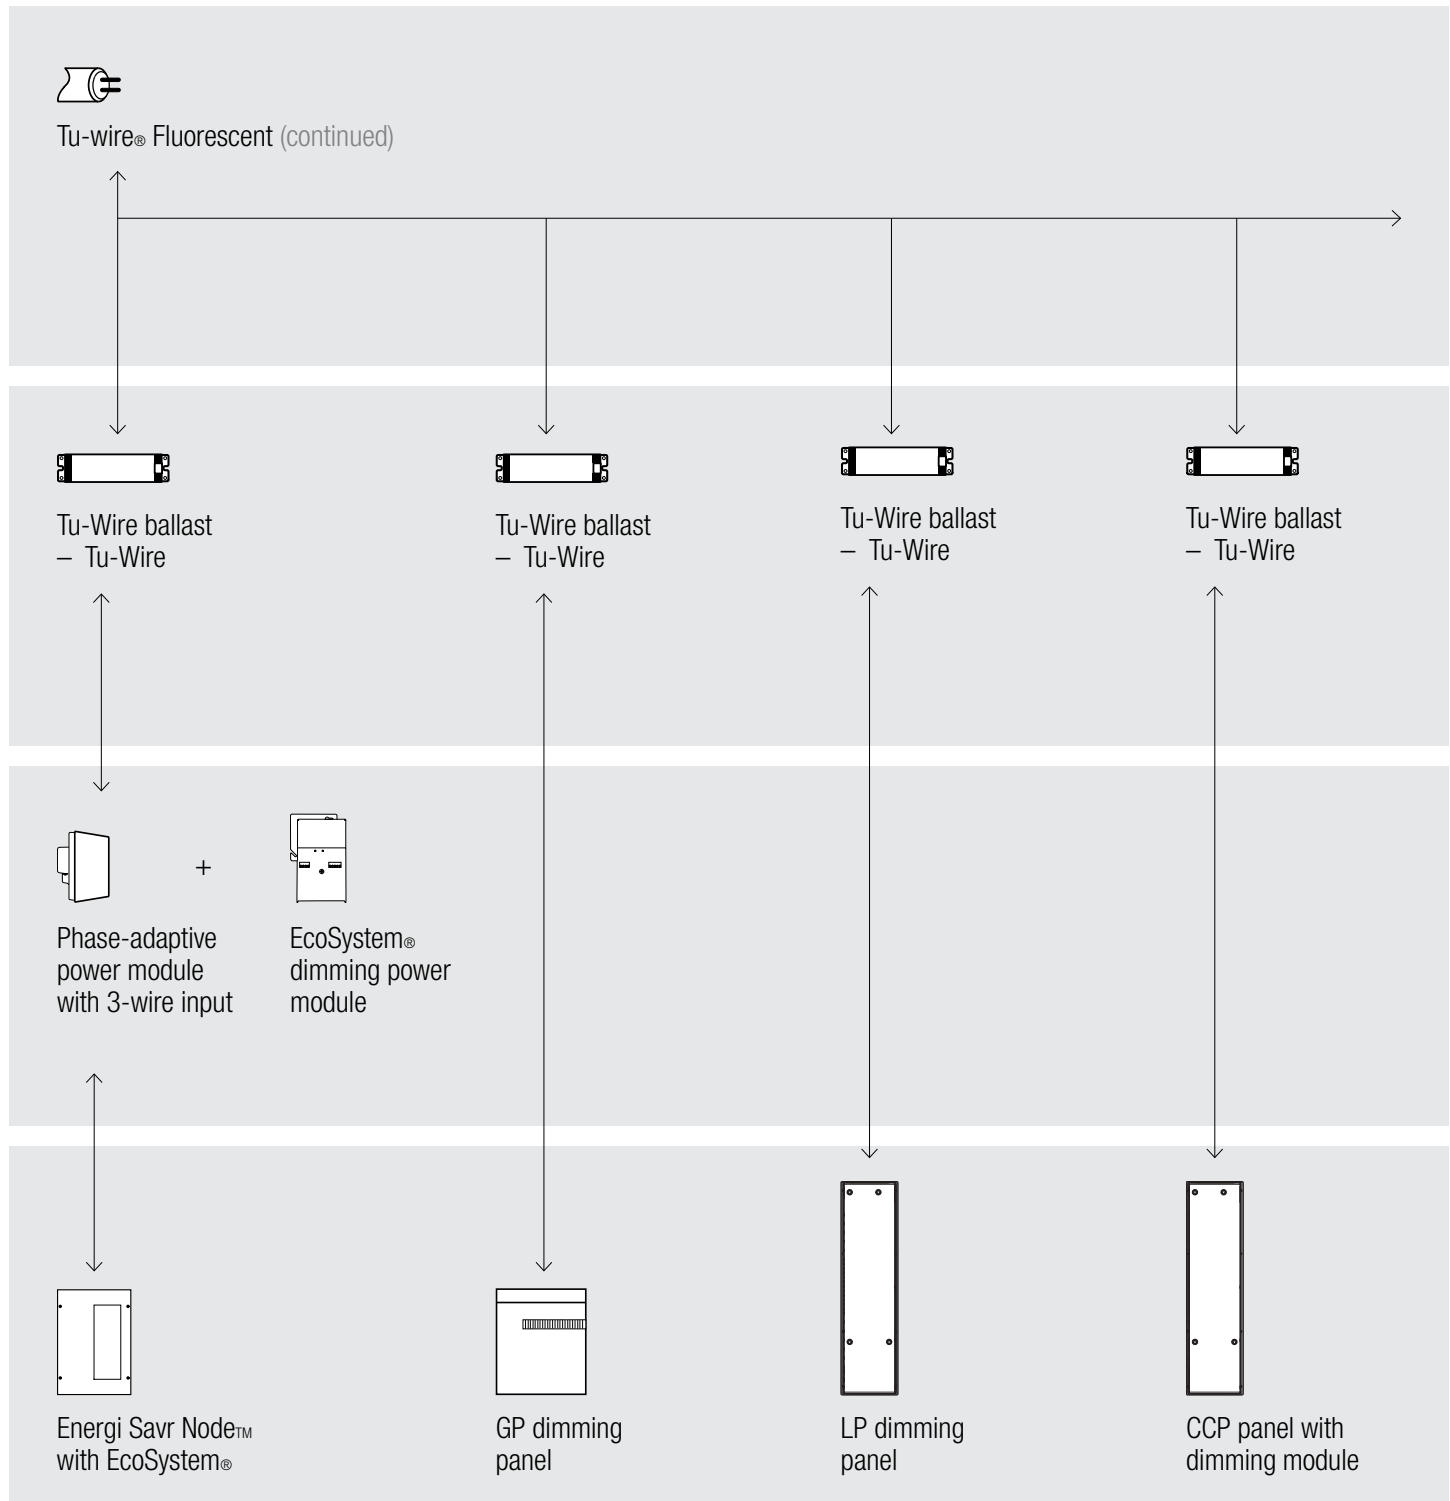 Tu-wire® Fluorescent (continued)
Tu-Wire ballast
– Tu-Wire
Tu-Wire ballast
– Tu-Wire
Tu-Wire ballast
– Tu-Wire
Tu-Wire ballast
– Tu-Wire
+
Phase-adaptive
power module
with 3-wire input
EcoSystem®
dimming power
module
Energi Savr Node™
with EcoSystem®
GP dimming
panel
LP dimming
panel
CCP panel with
dimming module